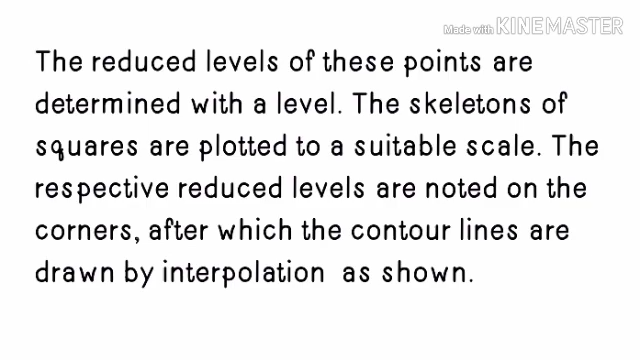 Made with KINEMASTER
The reduced levels of these points are
determined with a level. The skeletons of
squares are plotted to a suitable scale. The
respective reduced levels are noted on the
corners, after which the contour lines are
drawn by interpolation as shown.